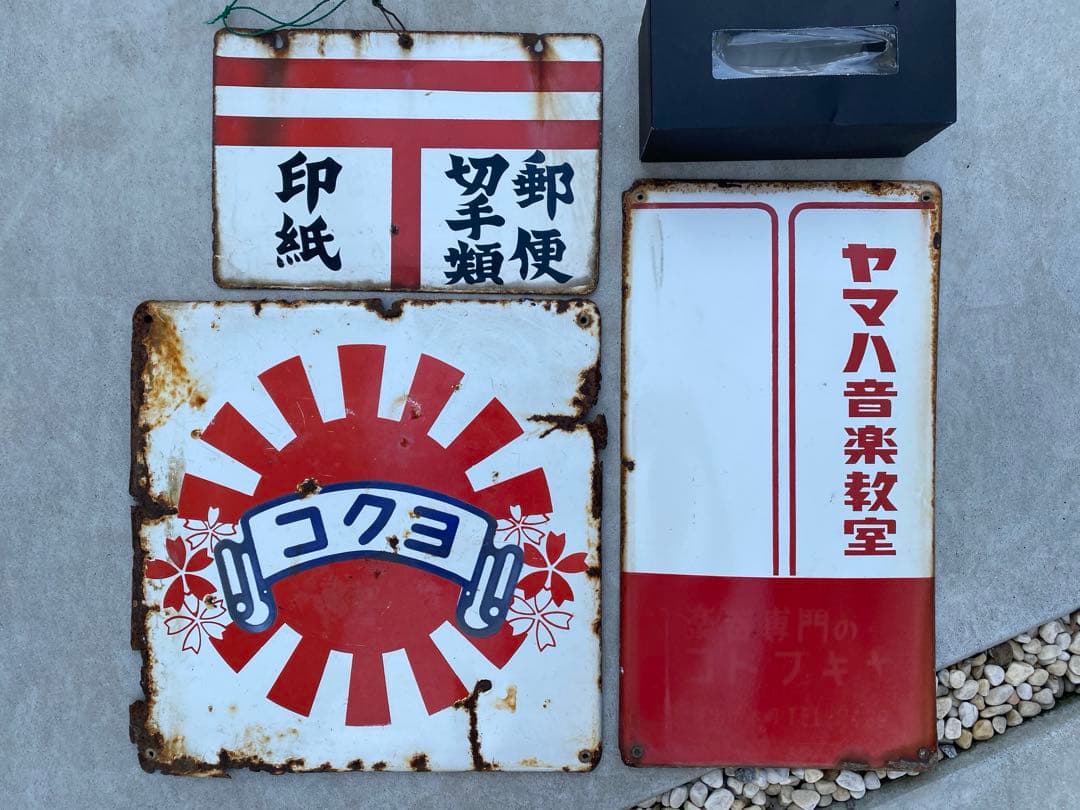 郵便
切手類
印紙
コクヨ
ヤマハ音楽教室
専門の
コトブキヤ